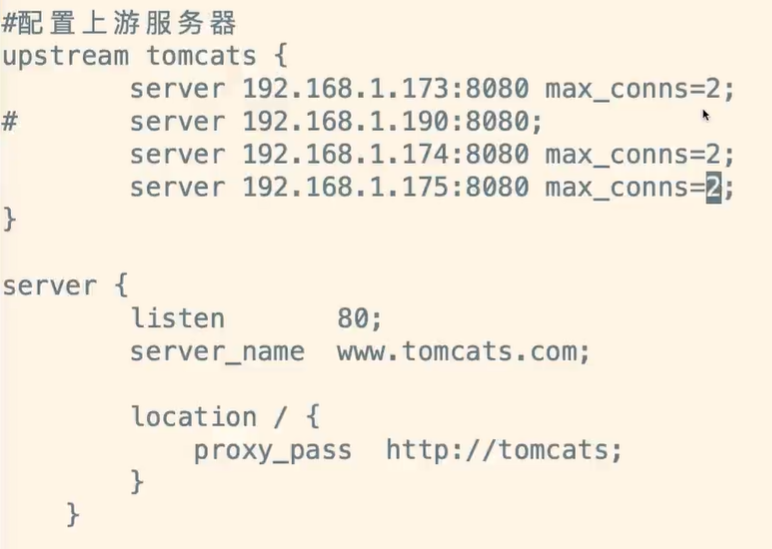 #配置上游服务器
upstream tomcats {
        server 192.168.1.173:8080 max_conns=2;
#       server 192.168.1.190:8080;
        server 192.168.1.174:8080 max_conns=2;
        server 192.168.1.175:8080 max_conns=2;
}
server {
        listen       80;
        server_name  www.tomcats.com;
        location / {
            proxy_pass  http://tomcats;
        }
    }